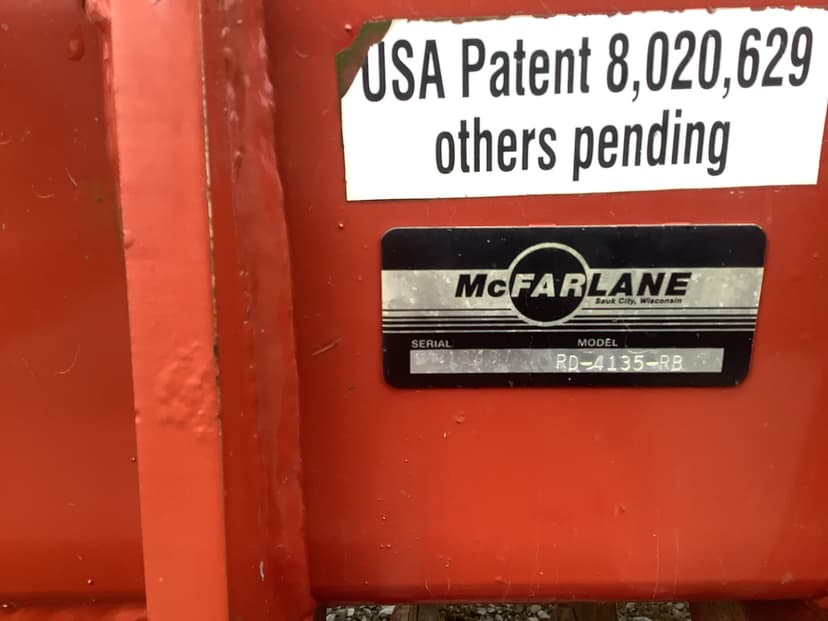 USA Patent 8,020,629
others pending
McFARLANE
Sauk City, Wisconsin
SERIAL MODEL
RD-4135-RB